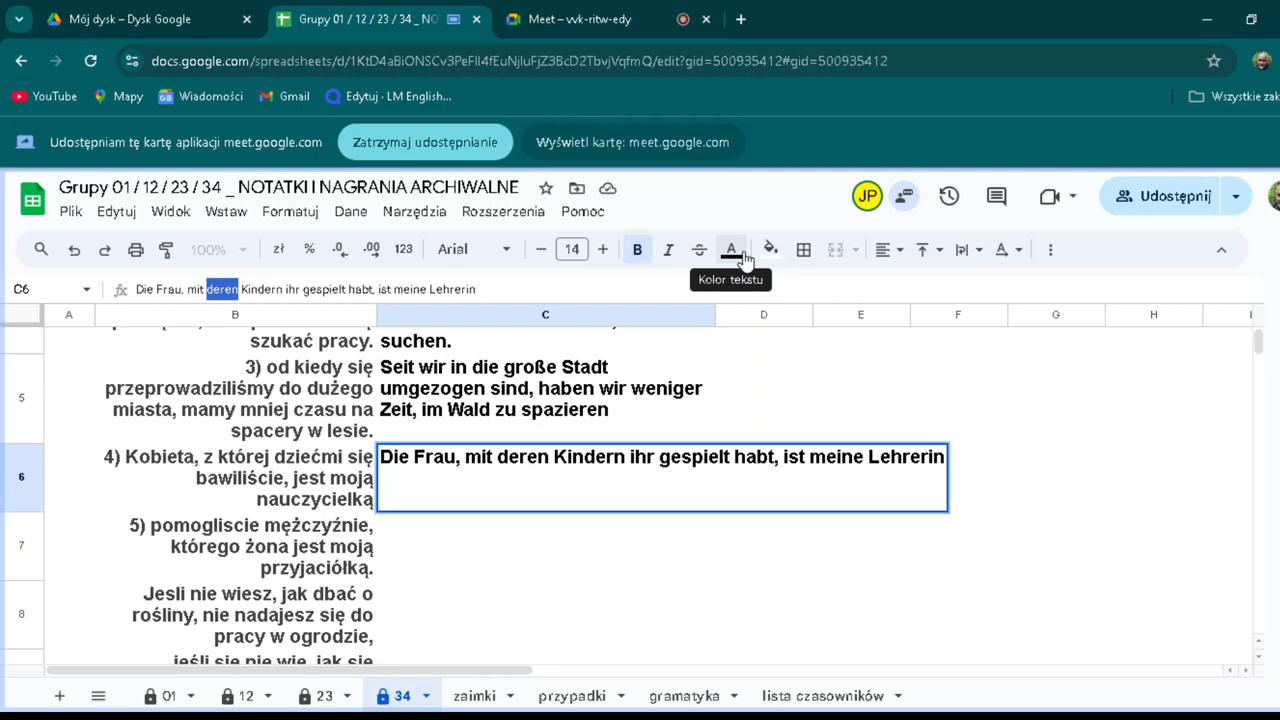 Mój dysk – Dysk Google
Grupy 01 / 12 / 23 / 34 _ NO
Meet – vvk-ritw-edy
docs.google.com/spreadsheets/d/1KtD4aBiONSCv3PeFIl4fEuNjIuFjZ3BcD2TbvjVqfmQ/edit?gid=500935412#gid=500935412
YouTube Mapy Wiadomości Gmail Edytuj · LM English... Wszystkie zak
Udostępniam tę kartę aplikacji meet.google.com Zatrzymaj udostępnianie Wyświetl kartę: meet.google.com
Grupy 01 / 12 / 23 / 34 _ NOTATKI I NAGRANIA ARCHIWALNE
JP
Udostępnij
Plik Edytuj Widok Wstaw Formatuj Dane Narzędzia Rozszerzenia Pomoc
100% zł % .0 .00 123 Arial 14 B I S A
Kolor tekstu
C6 fx Die Frau, mit deren Kindern ihr gespielt habt, ist meine Lehrerin
A B C D E F G H I
szukać pracy. suchen.
3) od kiedy się Seit wir in die große Stadt
5 przeprowadziliśmy do dużego umgezogen sind, haben wir weniger
miasta, mamy mniej czasu na Zeit, im Wald zu spazieren
spacery w lesie.
4) Kobieta, z której dziećmi się Die Frau, mit deren Kindern ihr gespielt habt, ist meine Lehrerin
6 bawiliście, jest moją
nauczycielką
5) pomogliscie mężczyźnie,
7 którego żona jest moją
przyjaciółką.
Jesli nie wiesz, jak dbać o
8 rośliny, nie nadajesz się do
pracy w ogrodzie,
jeśli się nie wie, jak się
01 12 23 34 zaimki przypadki gramatyka lista czasowników